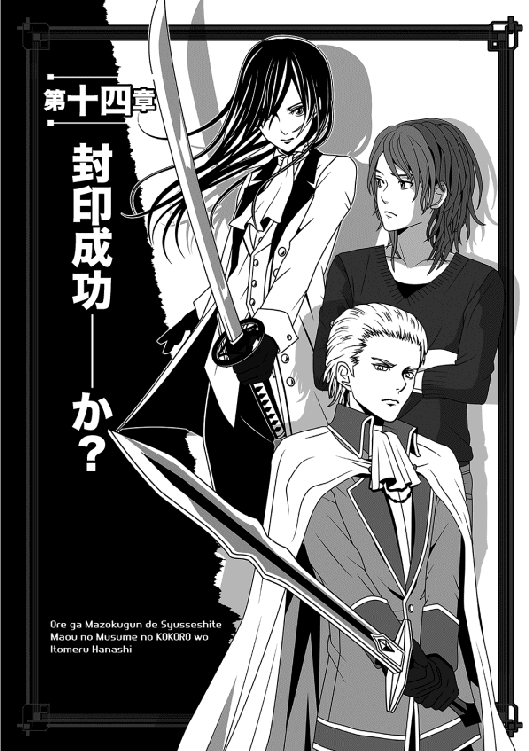 第十四章
封印成功――か？
Ore ga Mazokugun de Syusseshite
Maou no Musume no KOKORO wo
Itomeru Hanashi